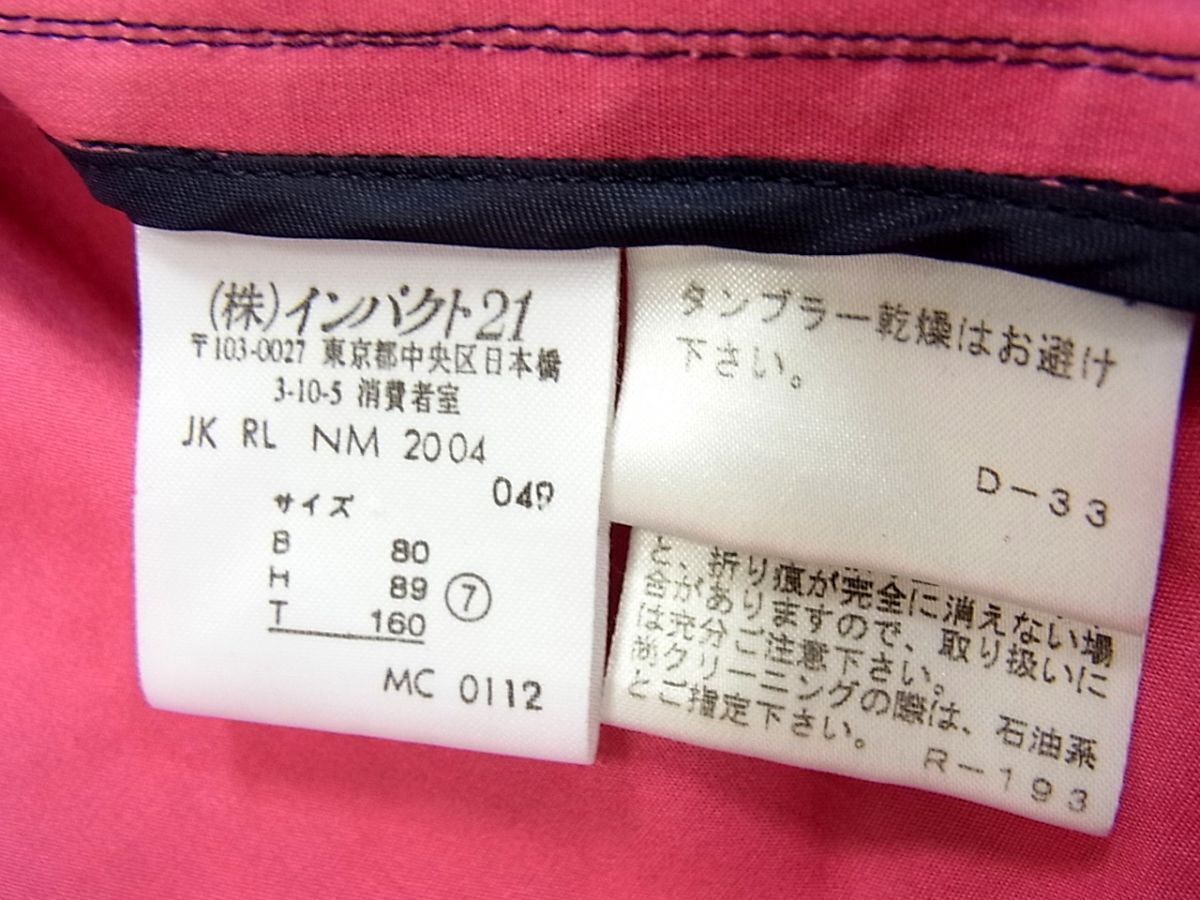 (株)インパクト21
〒103-0027 東京都中央区日本橋
3-10-5 消費者室
JK RL NM 2004
049
サイズ
B 80
H 89 ⑦
T 160
MC 0112
タンブラー乾燥はお避け
下さい。
D-33
と、折り痕が完全に消えない場
合がありますので、取り扱いに
は充分ご注意下さい。
尚クリーニングの際は、石油系
とご指定下さい。
R-193